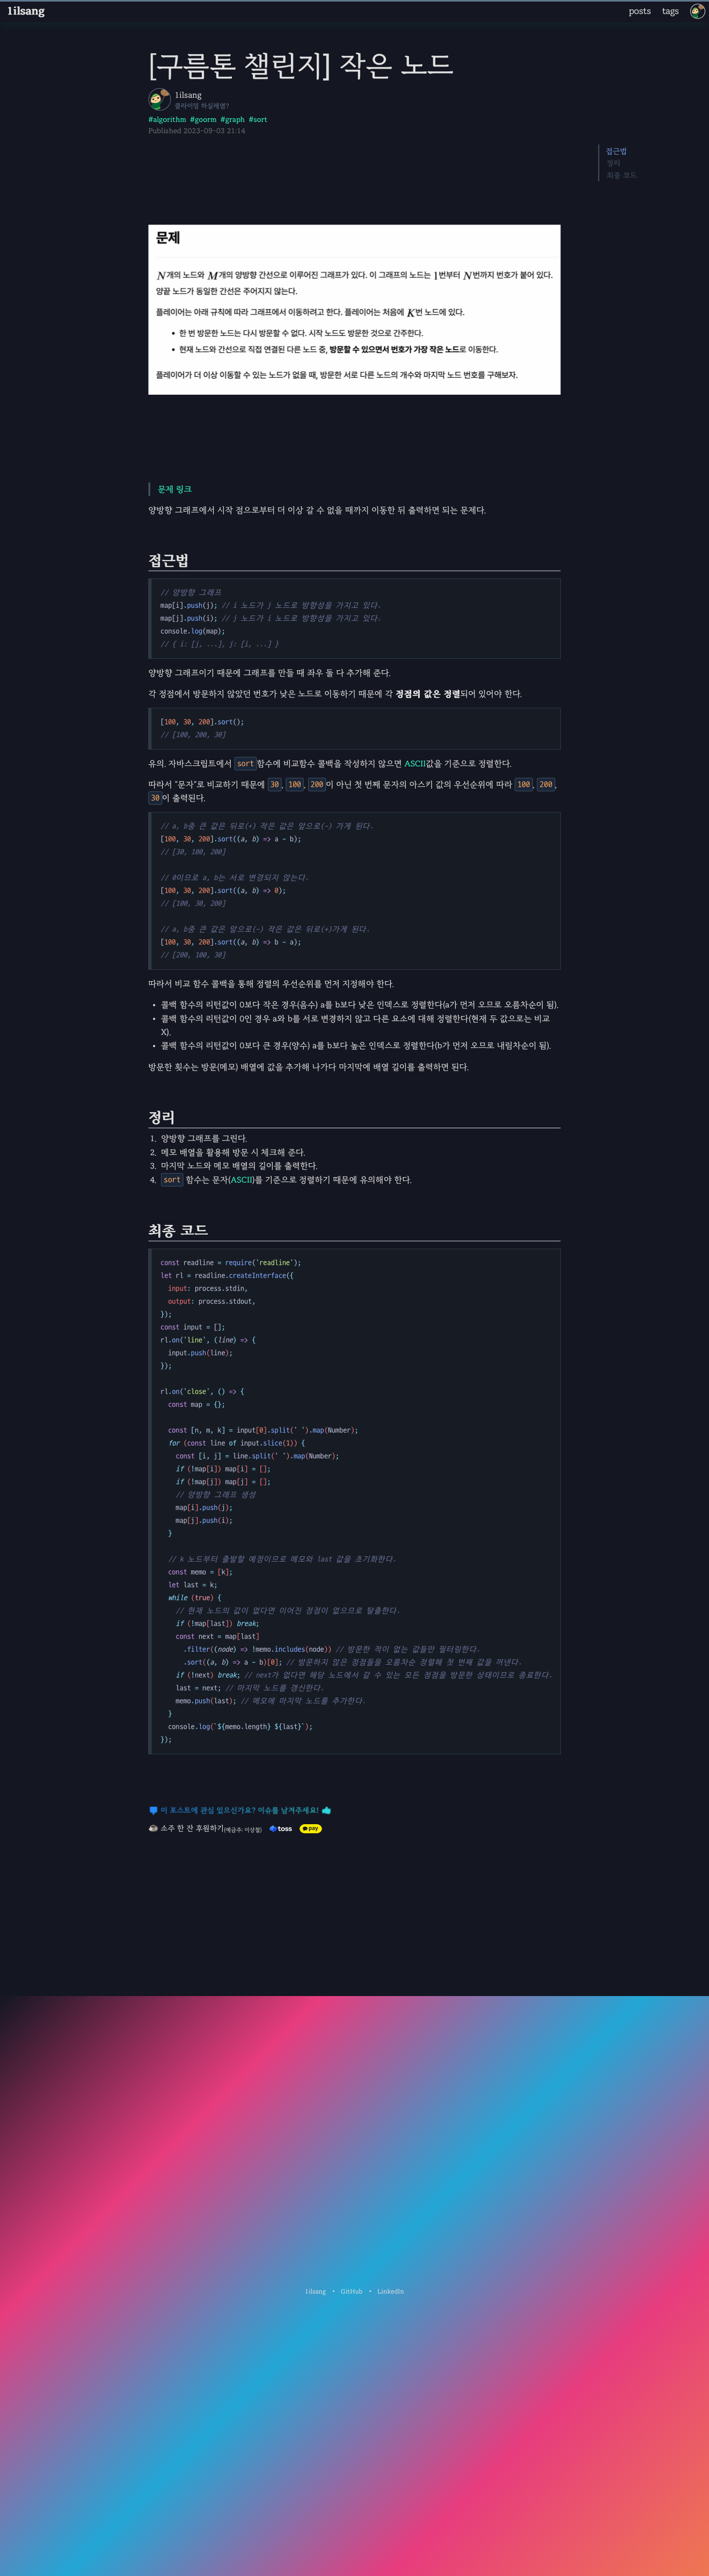 1ilsang
posts tags
[구름톤 챌린지] 작은 노드
1ilsang
클라이밍 하실래염?
#algorithm #goorm #graph #sort
Published 2023-09-03 21:14
접근법
정리
최종 코드
문제
N개의 노드와 M개의 양방향 간선으로 이루어진 그래프가 있다. 이 그래프의 노드는 1번부터 N번까지 번호가 붙어 있다.
양끝 노드가 동일한 간선은 주어지지 않는다.
플레이어는 아래 규칙에 따라 그래프에서 이동하려고 한다. 플레이어는 처음에 K번 노드에 있다.
• 한 번 방문한 노드는 다시 방문할 수 없다. 시작 노드도 방문한 것으로 간주한다.
• 현재 노드와 간선으로 직접 연결된 다른 노드 중, 방문할 수 있으면서 번호가 가장 작은 노드로 이동한다.
플레이어가 더 이상 이동할 수 있는 노드가 없을 때, 방문한 서로 다른 노드의 개수와 마지막 노드 번호를 구해보자.
문제 링크
양방향 그래프에서 시작 점으로부터 더 이상 갈 수 없을 때까지 이동한 뒤 출력하면 되는 문제다.
접근법
// 양방향 그래프
map[i].push(j); // i 노드가 j 노드로 방향성을 가지고 있다.
map[j].push(i); // j 노드가 i 노드로 방향성을 가지고 있다.
console.log(map);
// { i: [j, ...], j: [i, ...] }
양방향 그래프이기 때문에 그래프를 만들 때 좌우 둘 다 추가해 준다.
각 정점에서 방문하지 않았던 번호가 낮은 노드로 이동하기 때문에 각 정점의 값은 정렬되어 있어야 한다.
[100, 30, 200].sort();
// [100, 200, 30]
유의. 자바스크립트에서 sort함수에 비교함수 콜백을 작성하지 않으면 ASCII값을 기준으로 정렬한다.
따라서 "문자"로 비교하기 때문에 30, 100, 200이 아닌 첫 번째 문자의 아스키 값의 우선순위에 따라 100, 200,
30이 출력된다.
// a, b중 큰 값은 뒤로(+) 작은 값은 앞으로(-) 가게 된다.
[100, 30, 200].sort((a, b) => a - b);
// [30, 100, 200]
// 0이므로 a, b는 서로 변경되지 않는다.
[100, 30, 200].sort((a, b) => 0);
// [100, 30, 200]
// a, b중 큰 값은 앞으로(-) 작은 값은 뒤로(+)가게 된다.
[100, 30, 200].sort((a, b) => b - a);
// [200, 100, 30]
따라서 비교 함수 콜백을 통해 정렬의 우선순위를 먼저 지정해야 한다.
• 콜백 함수의 리턴값이 0보다 작은 경우(음수) a를 b보다 낮은 인덱스로 정렬한다(a가 먼저 오므로 오름차순이 됨).
• 콜백 함수의 리턴값이 0인 경우 a와 b를 서로 변경하지 않고 다른 요소에 대해 정렬한다(현재 두 값으로는 비교
X).
• 콜백 함수의 리턴값이 0보다 큰 경우(양수) a를 b보다 높은 인덱스로 정렬한다(b가 먼저 오므로 내림차순이 됨).
방문한 횟수는 방문(메모) 배열에 값을 추가해 나가다 마지막에 배열 길이를 출력하면 된다.
정리
1. 양방향 그래프를 그린다.
2. 메모 배열을 활용해 방문 시 체크해 준다.
3. 마지막 노드와 메모 배열의 길이를 출력한다.
4. sort 함수는 문자(ASCII)를 기준으로 정렬하기 때문에 유의해야 한다.
최종 코드
const readline = require('readline');
let rl = readline.createInterface({
input: process.stdin,
output: process.stdout,
});
const input = [];
rl.on('line', (line) => {
input.push(line);
});
rl.on('close', () => {
const map = {};
const [n, m, k] = input[0].split(' ').map(Number);
for (const line of input.slice(1)) {
const [i, j] = line.split(' ').map(Number);
if (!map[i]) map[i] = [];
if (!map[j]) map[j] = [];
// 양방향 그래프 생성
map[i].push(j);
map[j].push(i);
}
// k 노드부터 출발할 예정이므로 메모와 last 값을 초기화한다.
const memo = [k];
let last = k;
while (true) {
// 현재 노드의 값이 없다면 이어진 정점이 없으므로 탈출한다.
if (!map[last]) break;
const next = map[last]
.filter((node) => !memo.includes(node)) // 방문한 적이 없는 값들만 필터링한다.
.sort((a, b) => a - b)[0]; // 방문하지 않은 정점들을 오름차순 정렬해 첫 번째 값을 꺼낸다.
if (!next) break; // next가 없다면 해당 노드에서 갈 수 있는 모든 정점을 방문한 상태이므로 종료한다.
last = next; // 마지막 노드를 갱신한다.
memo.push(last); // 메모에 마지막 노드를 추가한다.
}
console.log(`${memo.length} ${last}`);
});
이 포스트에 관심 있으신가요? 이슈를 남겨주세요!
소주 한 잔 후원하기(예금주: 이상철) toss pay
1ilsang • GitHub • LinkedIn